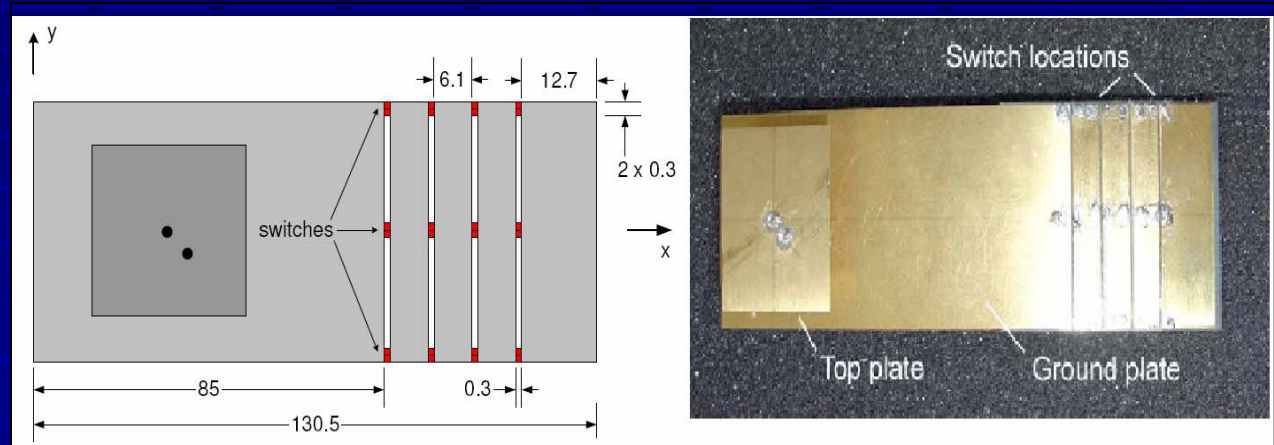 y
6.1
12.7
2 x 0.3
switches
x
85
0.3
130.5
Switch locations
Top plate
Ground plate